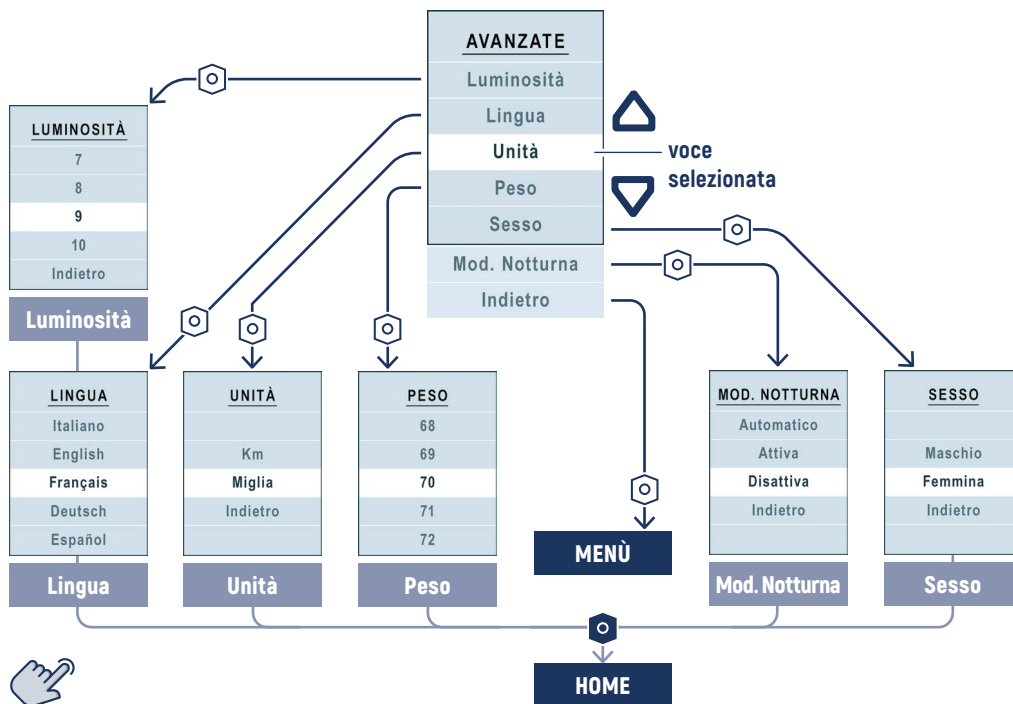 AVANZATE
Luminosità
Lingua
Unità
Peso
Sesso
Mod. Notturna
Indietro
voce
selezionata
LUMINOSITÀ
7
8
9
10
Indietro
Luminosità
LINGUA
Italiano
English
Français
Deutsch
Español
Lingua
UNITÀ
Km
Miglia
Indietro
Unità
PESO
68
69
70
71
72
Peso
MENÙ
MOD. NOTTURNA
Automatico
Attiva
Disattiva
Indietro
Mod. Notturna
SESSO
Maschio
Femmina
Indietro
Sesso
HOME